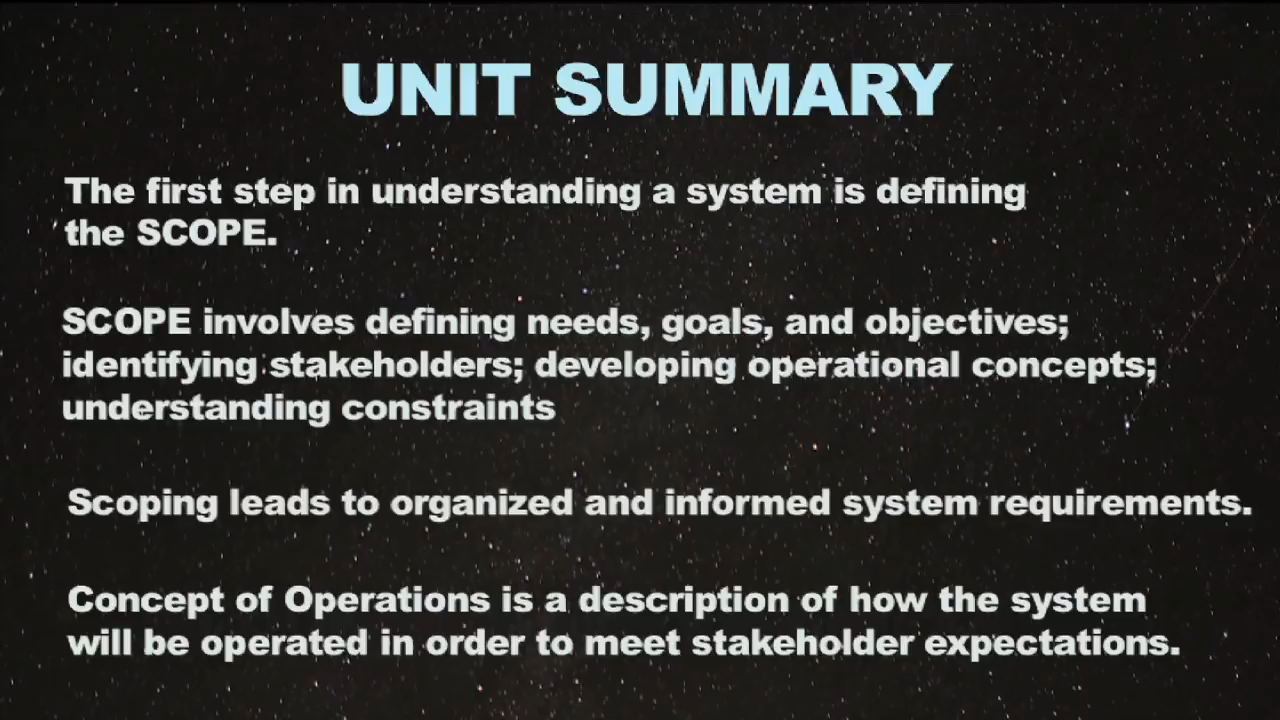 UNIT SUMMARY
The first step in understanding a system is defining
the SCOPE.
SCOPE involves defining needs, goals, and objectives;
identifying stakeholders; developing operational concepts;
understanding constraints
Scoping leads to organized and informed system requirements.
Concept of Operations is a description of how the system
will be operated in order to meet stakeholder expectations.